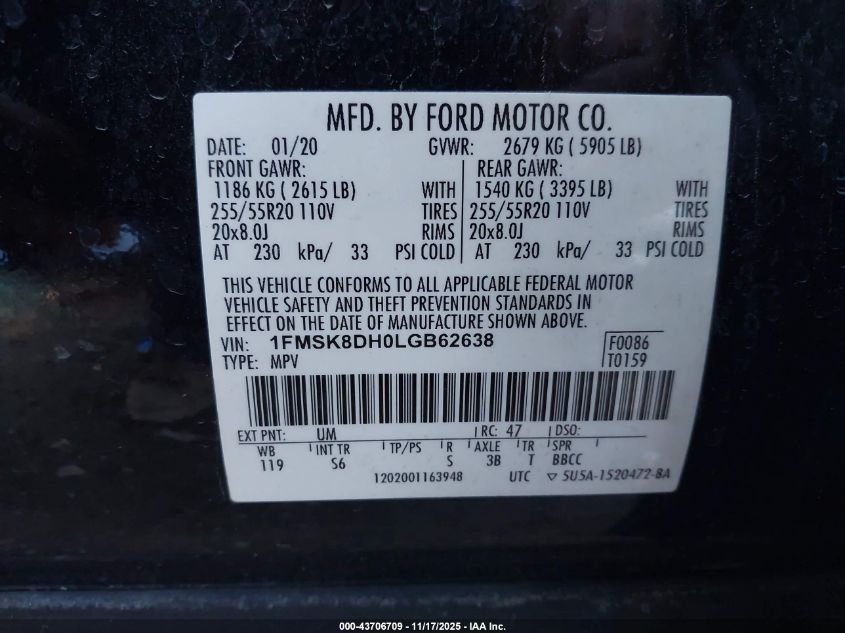 MFD. BY FORD MOTOR CO.
DATE: 01/20 GVWR: 2679 KG ( 5905 LB)
FRONT GAWR: REAR GAWR:
1186 KG ( 2615 LB) WITH 1540 KG ( 3395 LB) WITH
255/55R20 110V TIRES 255/55R20 110V TIRES
20x8.0J RIMS 20x8.0J RIMS
AT 230 kPa/ 33 PSI COLD AT 230 kPa/ 33 PSI COLD
THIS VEHICLE CONFORMS TO ALL APPLICABLE FEDERAL MOTOR
VEHICLE SAFETY AND THEFT PREVENTION STANDARDS IN
EFFECT ON THE DATE OF MANUFACTURE SHOWN ABOVE.
VIN: 1FMSK8DH0LGB62638 F0086
TYPE: MPV T0159
EXT PNT: UM RC: 47 DSO:
WB INT TR TP/PS R AXLE TR SPR
119 S6 S 3B T BBCC
1202001163948 UTC ▽ 5U5A-1520472-BA
000-43706709 | 11/17/2025 | IAA Inc.